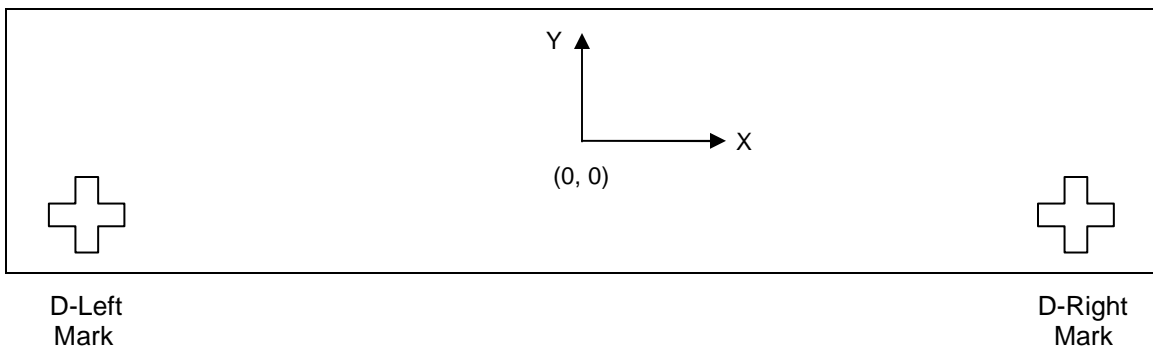 Y
X
(0, 0)
D-Left
Mark
D-Right
Mark